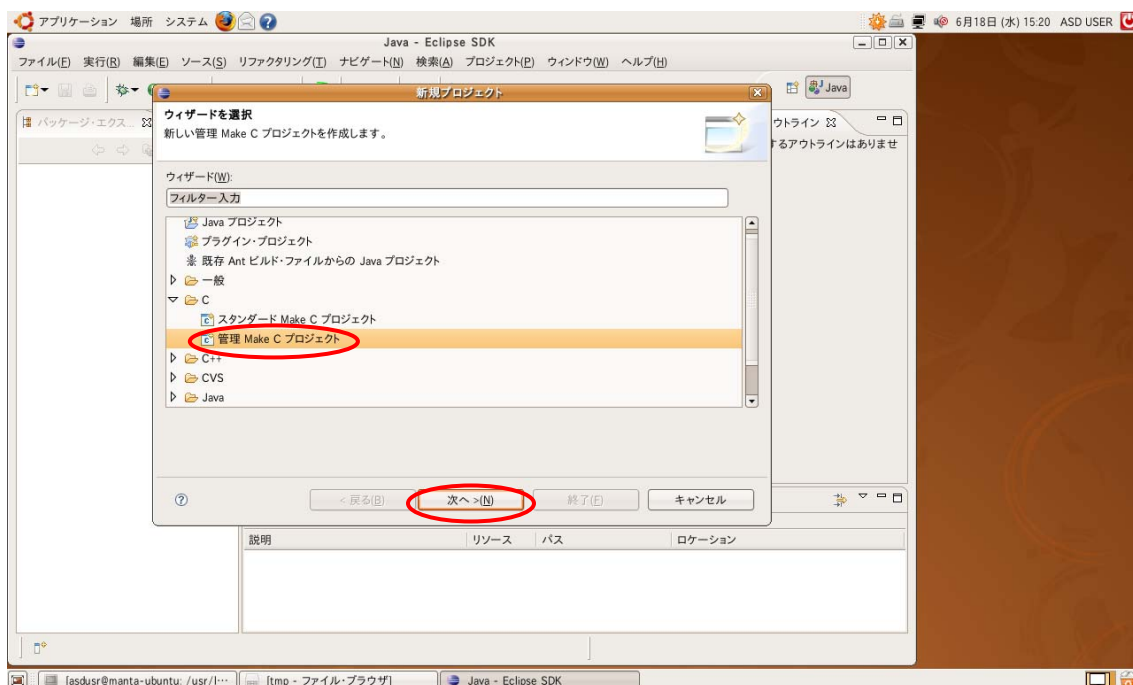 アプリケーション 場所 システム 6月18日 (水) 15:20 ASD USER
Java - Eclipse SDK
ファイル(F) 実行(R) 編集(E) ソース(S) リファクタリング(T) ナビゲート(N) 検索(A) プロジェクト(P) ウィンドウ(W) ヘルプ(H)
Java
新規プロジェクト
パッケージ・エクス...
ウィザードを選択
新しい管理 Make C プロジェクトを作成します。
トライン
するアウトラインはありませ
ウィザード(W):
フィルター入力
Java プロジェクト
プラグイン・プロジェクト
既存 Ant ビルド・ファイルからの Java プロジェクト
一般
C
スタンダード Make C プロジェクト
管理 Make C プロジェクト
C++
CVS
Java
< 戻る(B) 次へ >(N) 終了(F) キャンセル
説明 リソース パス ロケーション
[asdusr@manta-ubuntu: /usr/l… [tmp - ファイル・ブラウザ] Java - Eclipse SDK